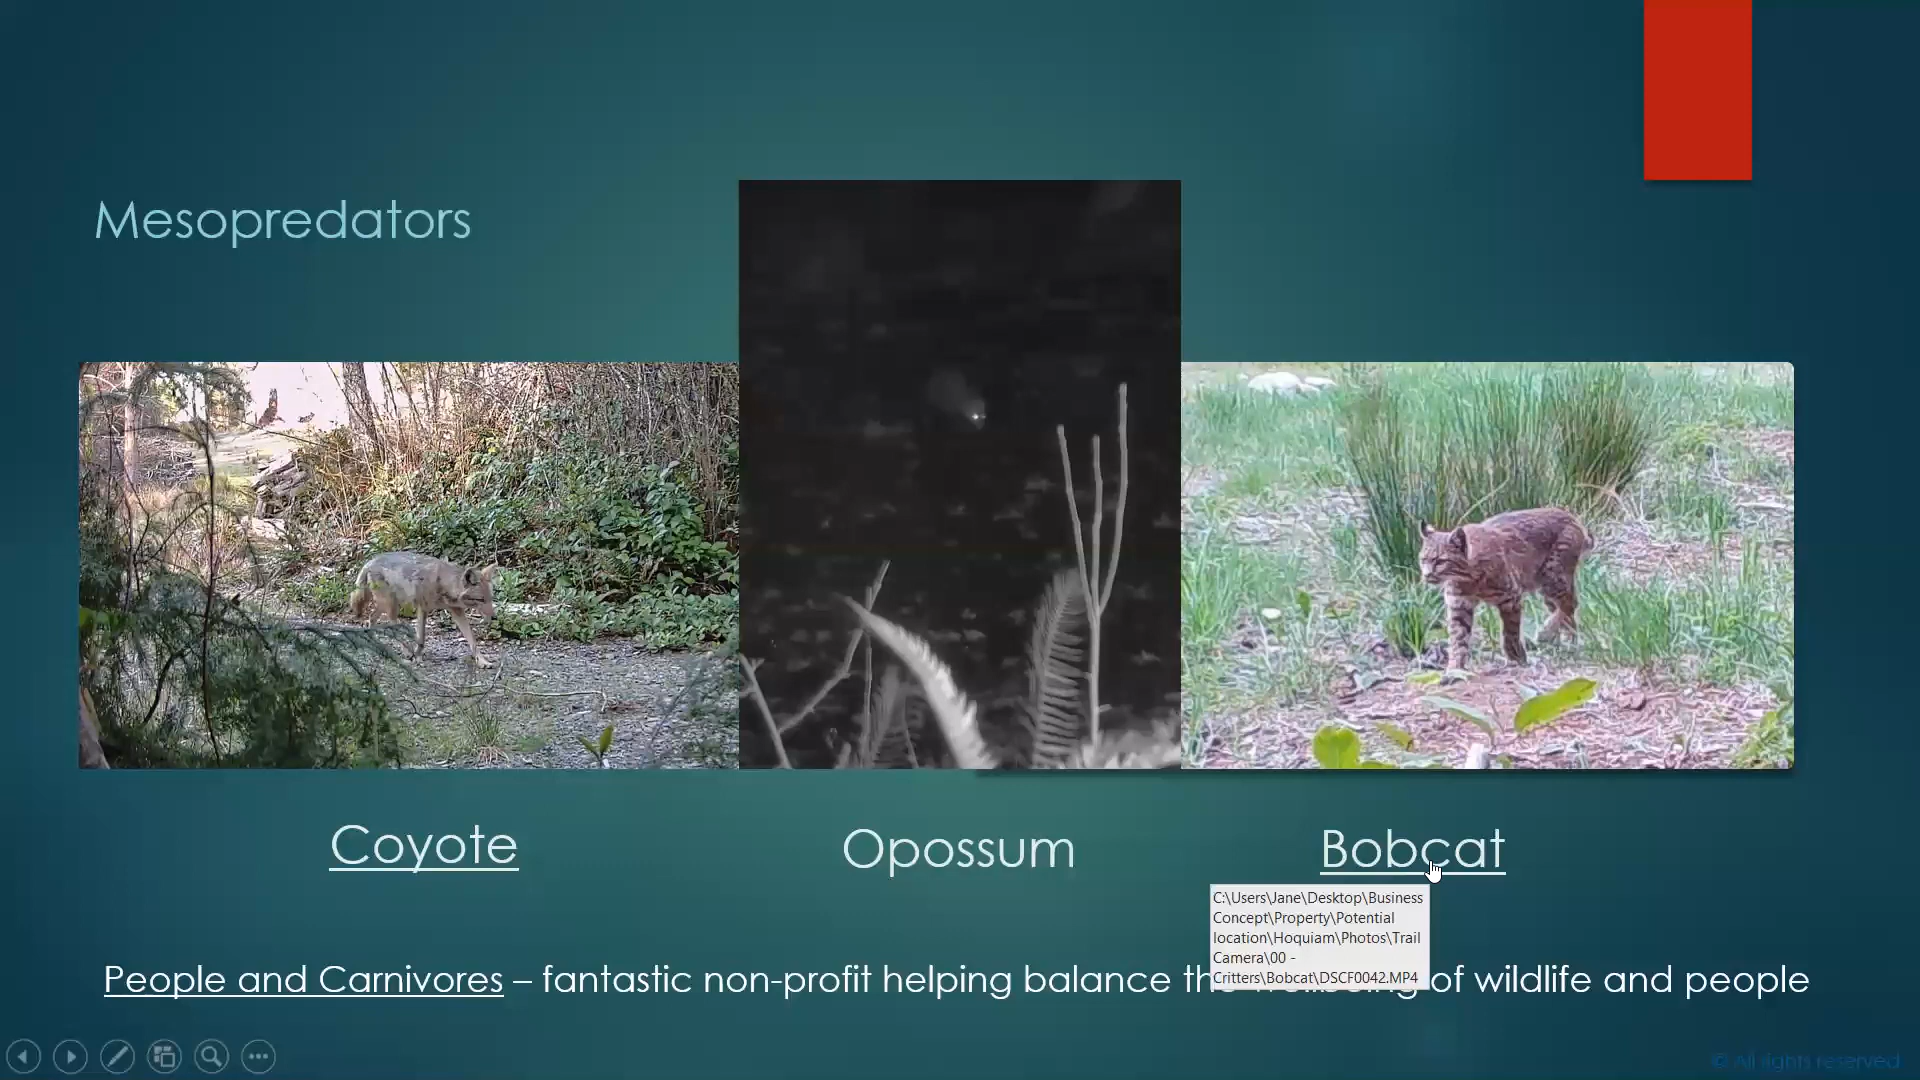 Mesopredators
Coyote
Opossum
Bobcat
C:\Users\Jane\Desktop\Business
Concept\Property\Potential
location\Hoquiam\Photos\Trail
Camera\00 -
Critters\Bobcat\DSCF0042.MP4
People and Carnivores – fantastic non-profit helping balance the wellbeing of wildlife and people
© All rights reserved